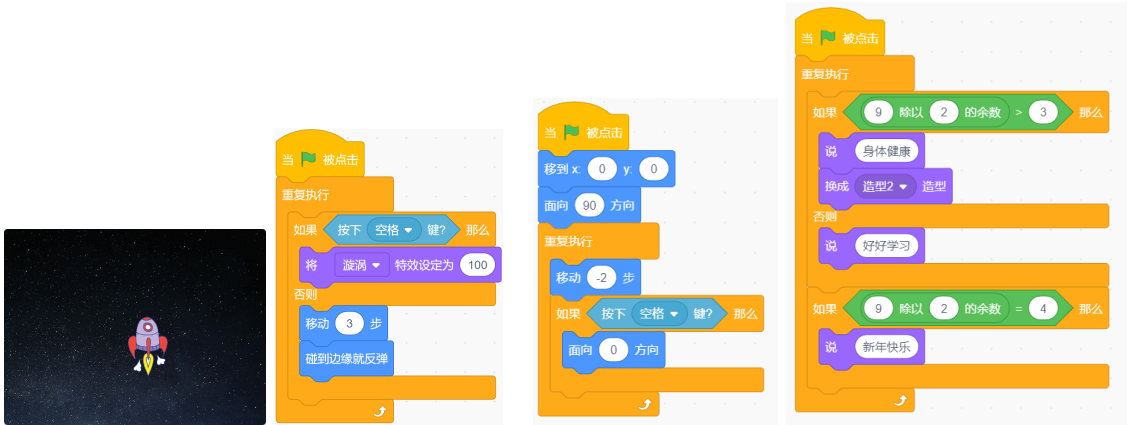 当 被点击
重复执行
如果 按下 空格 键? 那么
将 漩涡 特效设定为 100
否则
移动 3 步
碰到边缘就反弹
当 被点击
移到 x: 0 y: 0
面向 90 方向
重复执行
移动 -2 步
如果 按下 空格 键? 那么
面向 0 方向
当 被点击
重复执行
如果 9 除以 2 的余数 > 3 那么
说 身体健康
换成 造型2 造型
否则
说 好好学习
如果 9 除以 2 的余数 = 4 那么
说 新年快乐